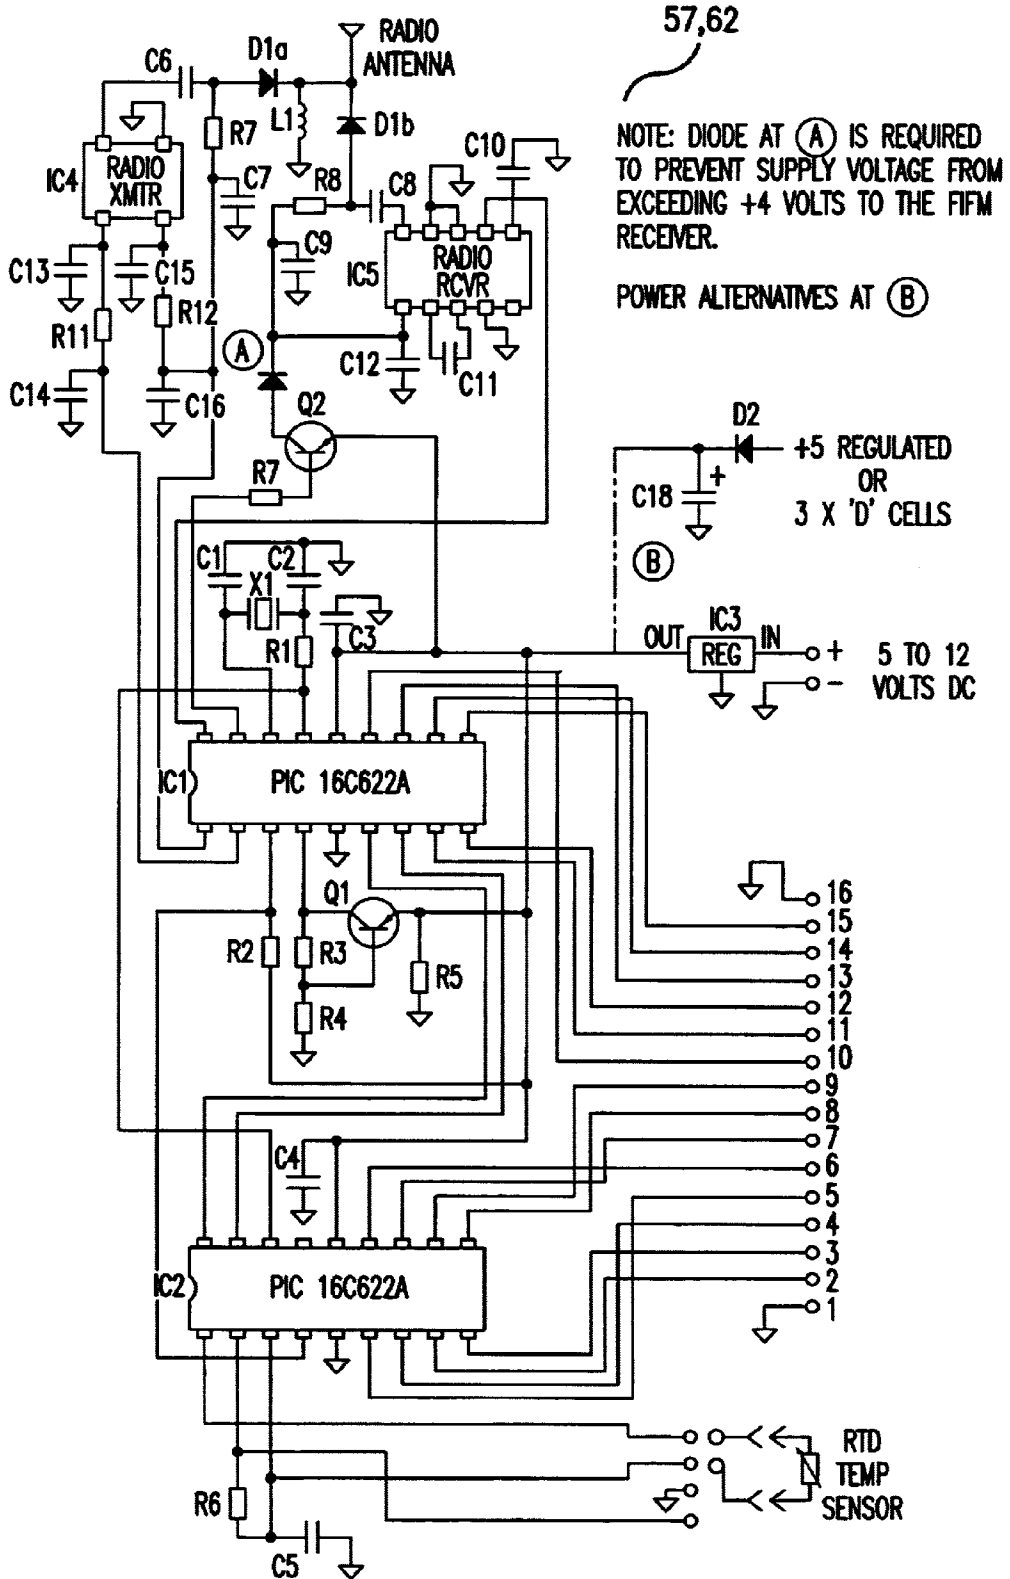 57,62
RADIO
ANTENNA
D1a
C6
L1
D1b
R7
C10
NOTE: DIODE AT A IS REQUIRED
TO PREVENT SUPPLY VOLTAGE FROM
EXCEEDING +4 VOLTS TO THE FIFM
RECEIVER.
POWER ALTERNATIVES AT B
IC4
RADIO
XMTR
C7
R8
C8
C9
IC5
RADIO
RCVR
C13
C15
R11
R12
A
C12
C11
C14
C16
Q2
R7
D2
+5 REGULATED
OR
3 X 'D' CELLS
C18
+
B
C1
C2
X1
R1
C3
OUT
IC3
REG
IN
+
-
5 TO 12
VOLTS DC
IC1
PIC 16C622A
Q1
R2
R3
R5
R4
16
15
14
13
12
11
10
9
8
7
6
5
4
3
2
1
C4
IC2
PIC 16C622A
R6
C5
RTD
TEMP
SENSOR